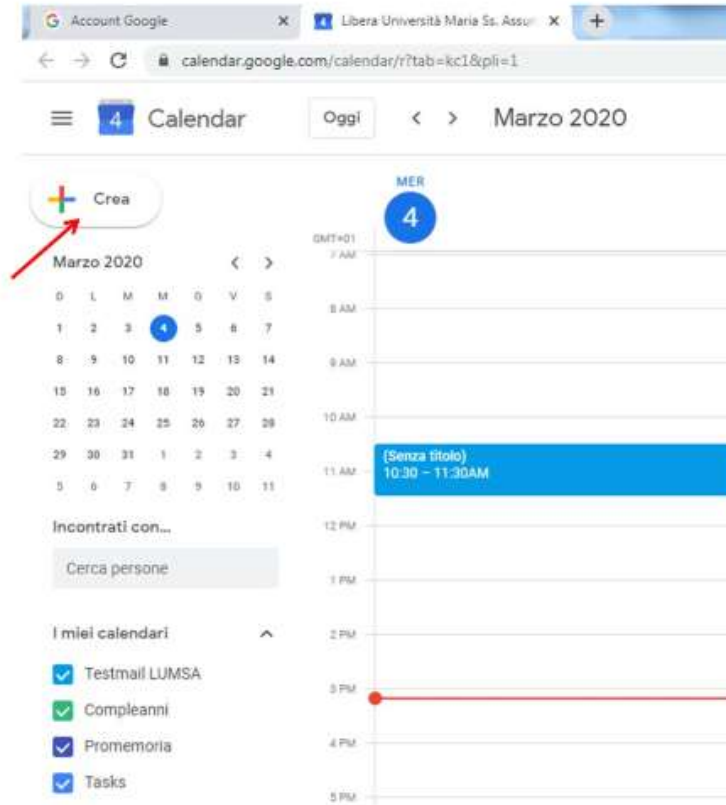 Account Google
Libera Università Maria Ss. Assun
calendar.google.com/calendar/r?tab=kc1&pli=1
4 Calendar Oggi Marzo 2020
Crea
MER
4
GMT+01
Marzo 2020
D L M M G V S
1 2 3 4 5 6 7
8 9 10 11 12 13 14
15 16 17 18 19 20 21
22 23 24 25 26 27 28
29 30 31 1 2 3 4
5 6 7 8 9 10 11
Incontrati con...
Cerca persone
I miei calendari
Testmail LUMSA
Compleanni
Promemoria
Tasks
7 AM
8 AM
9 AM
10 AM
(Senza titolo)
10:30 – 11:30AM
11 AM
12 PM
1 PM
2 PM
3 PM
4 PM
5 PM